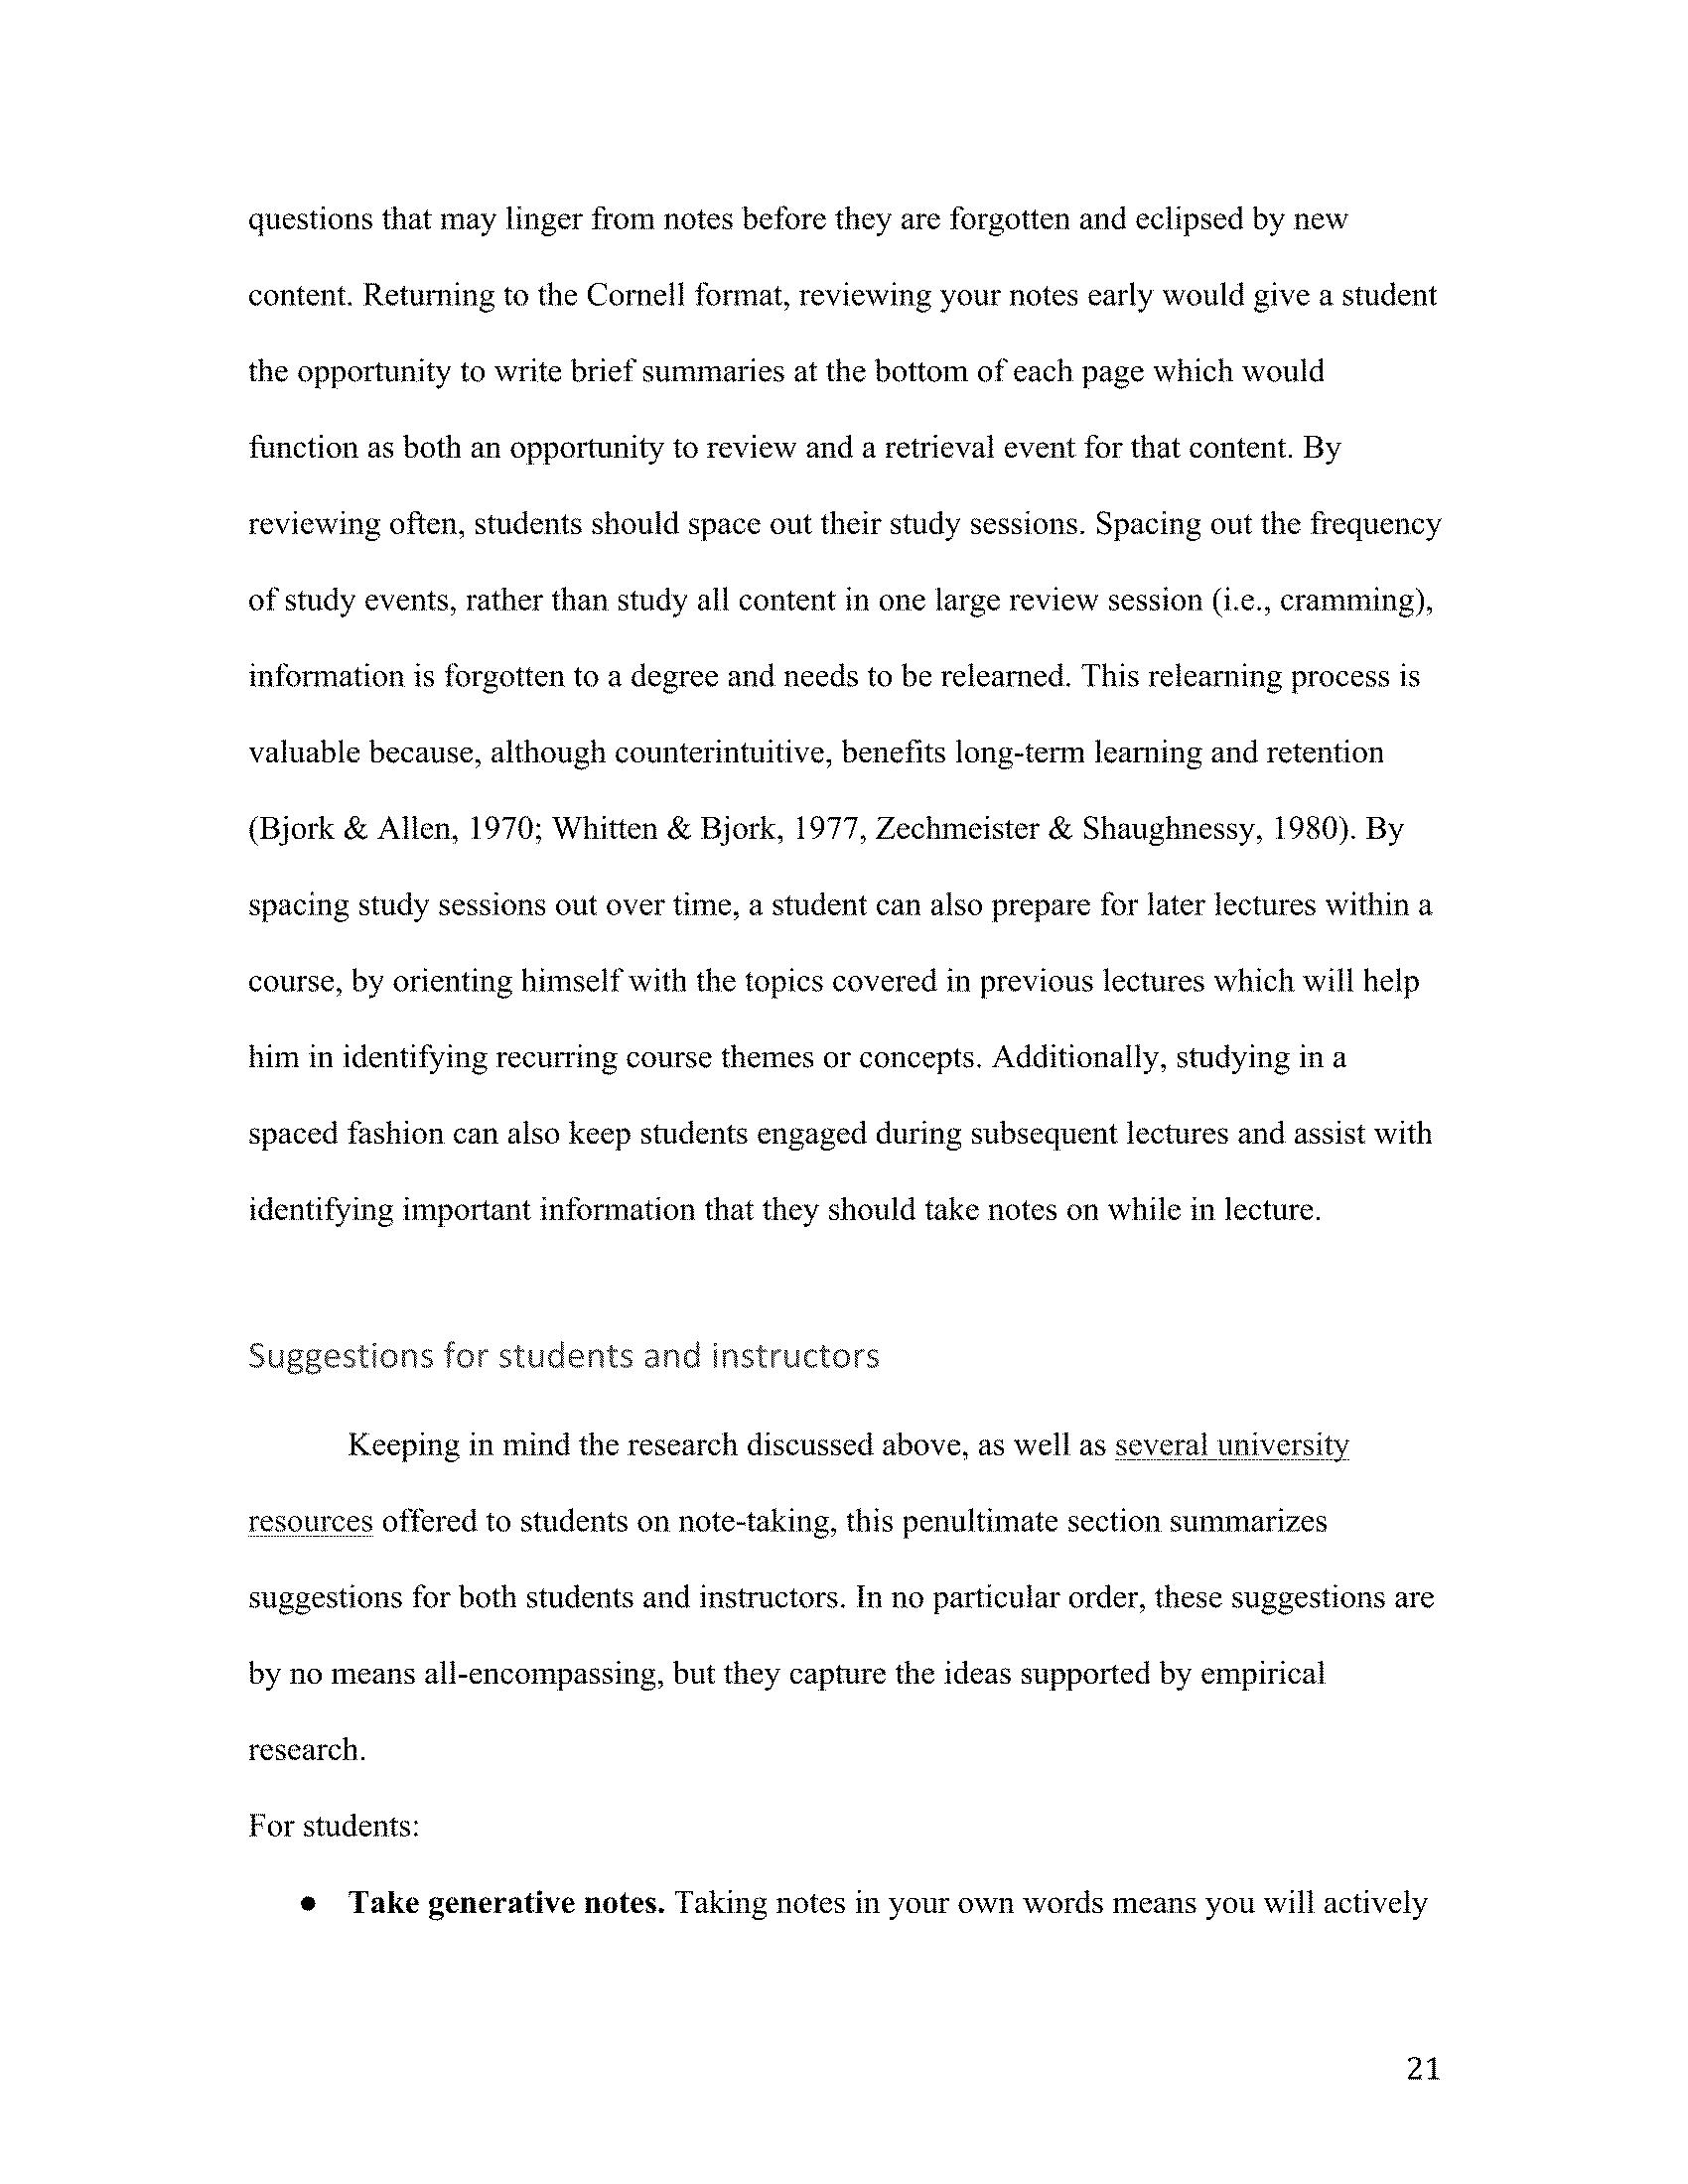 questions that may linger from notes before they are forgotten and eclipsed by new
content. Returning to the Cornell format, reviewing your notes early would give a student
the opportunity to write brief summaries at the bottom of each page which would
function as both an opportunity to review and a retrieval event for that content. By
reviewing often, students should space out their study sessions. Spacing out the frequency
of study events, rather than study all content in one large review session (i.e., cramming),
information is forgotten to a degree and needs to be relearned. This relearning process is
valuable because, although counterintuitive, benefits long-term learning and retention
(Bjork & Allen, 1970; Whitten & Bjork, 1977, Zechmeister & Shaughnessy, 1980). By
spacing study sessions out over time, a student can also prepare for later lectures within a
course, by orienting himself with the topics covered in previous lectures which will help
him in identifying recurring course themes or concepts. Additionally, studying in a
spaced fashion can also keep students engaged during subsequent lectures and assist with
identifying important information that they should take notes on while in lecture.
Suggestions for students and instructors
Keeping in mind the research discussed above, as well as several university
resources offered to students on note-taking, this penultimate section summarizes
suggestions for both students and instructors. In no particular order, these suggestions are
by no means all-encompassing, but they capture the ideas supported by empirical
research.
For students:
● Take generative notes. Taking notes in your own words means you will actively
21